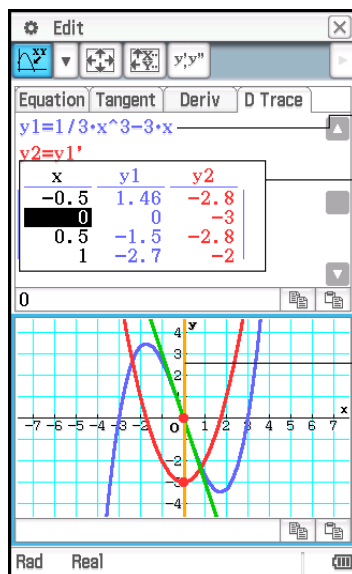 Edit
XY y',y"
Equation Tangent Deriv D Trace
y1=1/3·x^3-3·x
y2=y1'
x y1 y2
-0.5 1.46 -2.8
0 0 -3
0.5 -1.5 -2.8
1 -2.7 -2
0
y
4
3
2
1
x
-7 -6 -5 -4 -3 -2 -1 O 1 2 3 4 5 6 7
-2
-3
-4
Rad Real